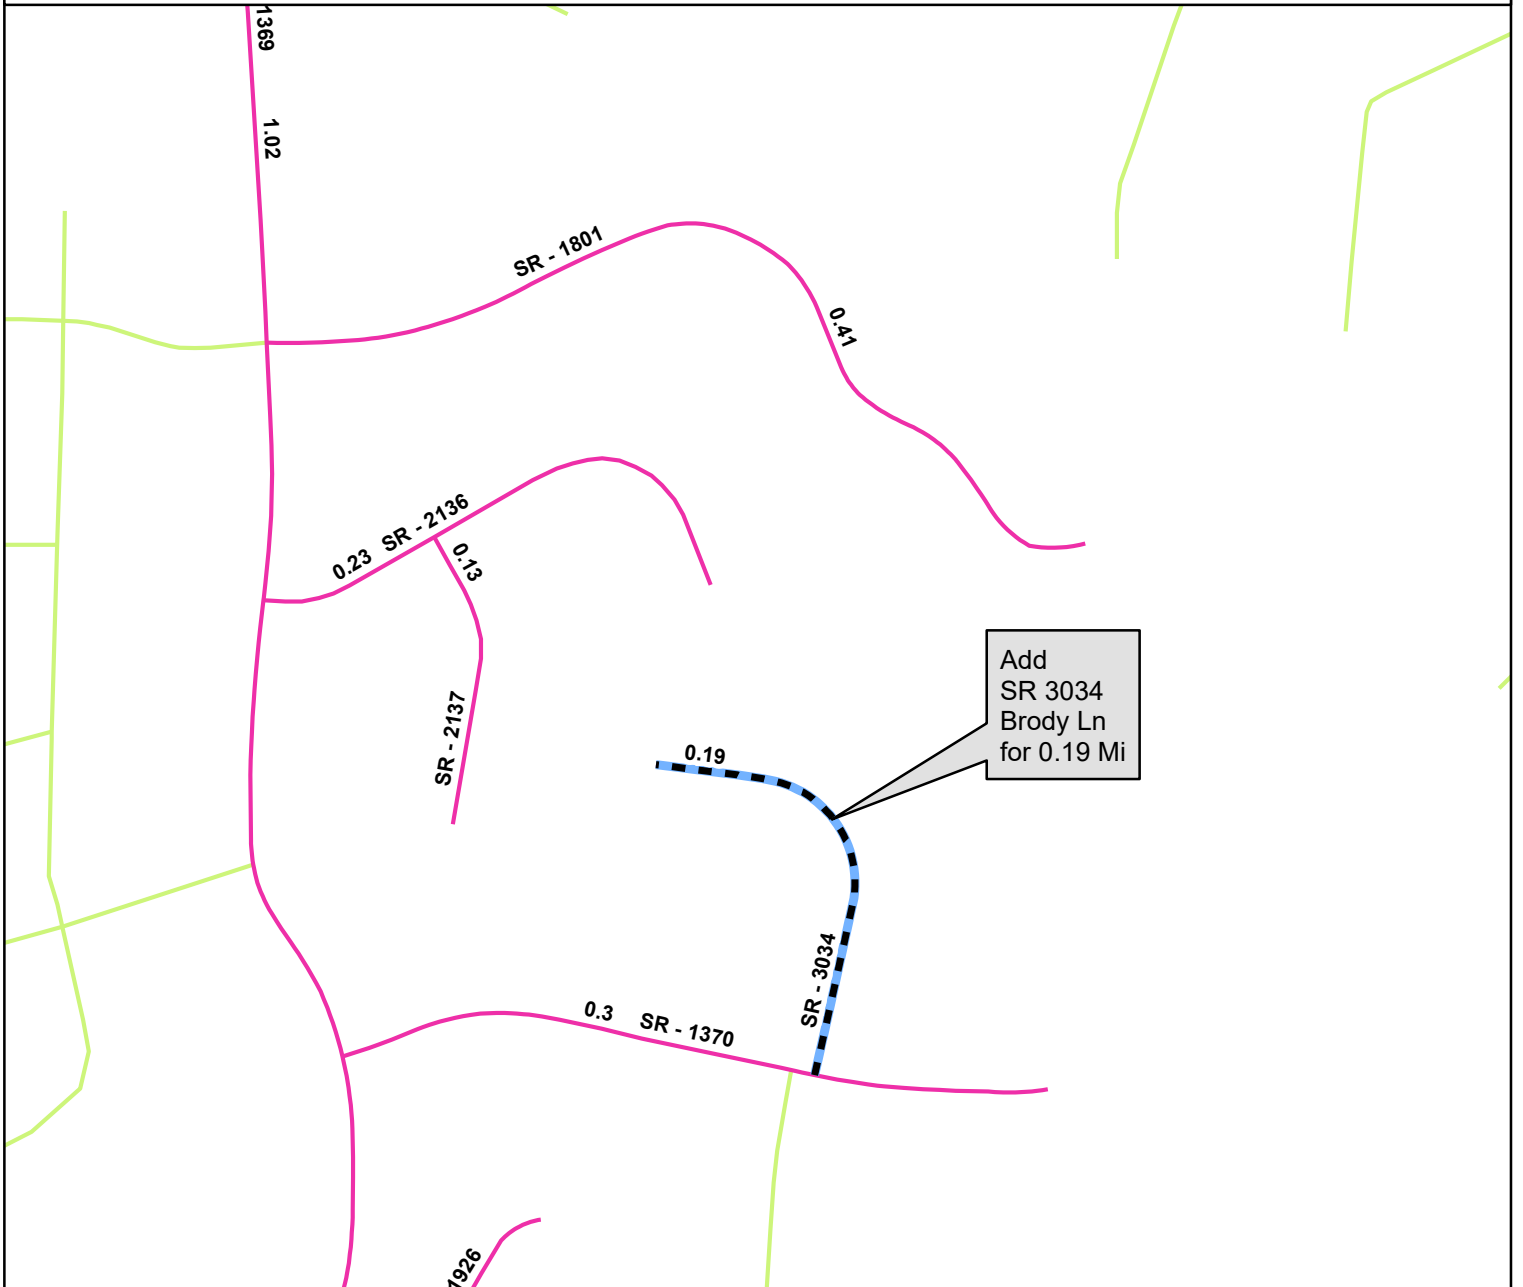 1369
1.02
SR - 1801
0.41
0.23 SR - 2136
0.13
SR - 2137
Add
SR 3034
Brody Ln
for 0.19 Mi
0.19
SR - 3034
0.3 SR - 1370
1926